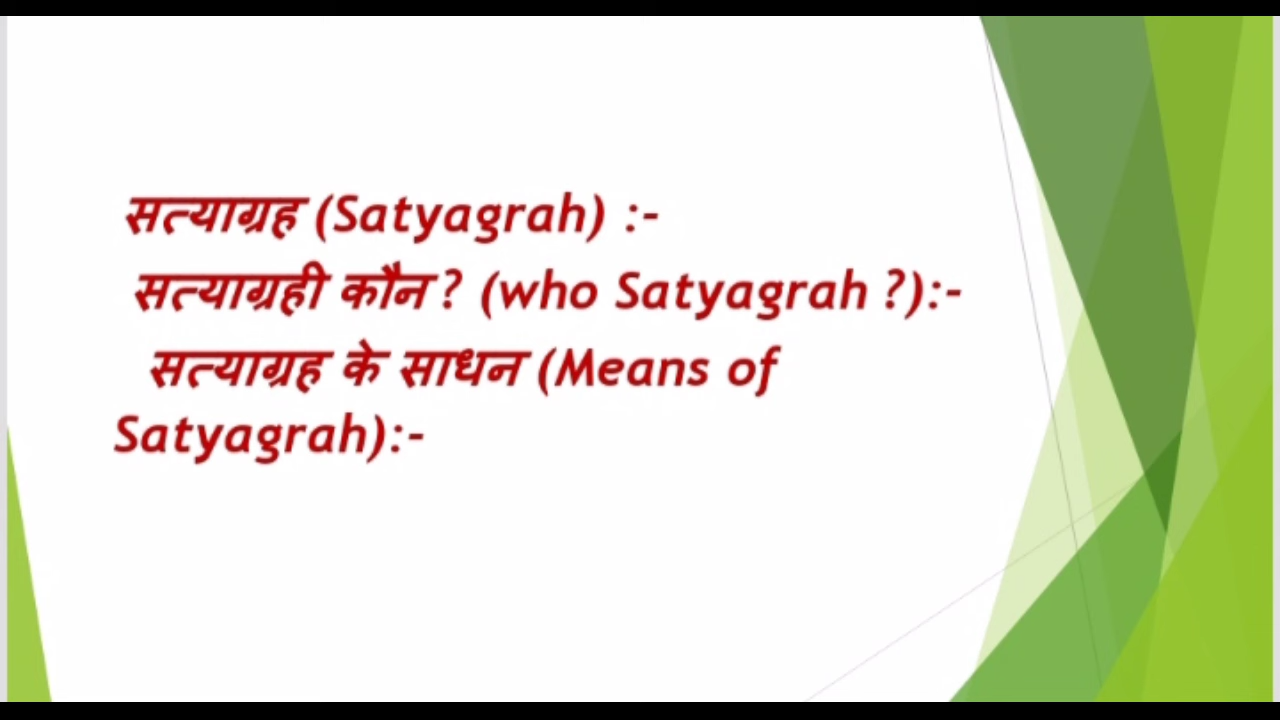 सत्याग्रह (Satyagrah) :-
सत्याग्रही कौन ? (who Satyagrah ?):-
सत्याग्रह के साधन (Means of
Satyagrah):-